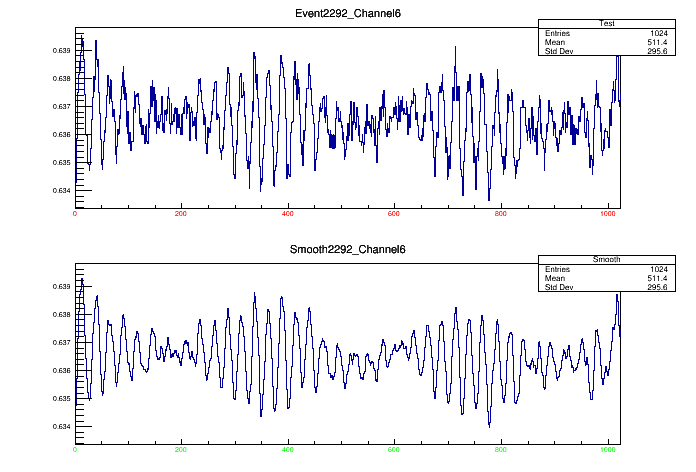 Event2292_Channel6
Test
Entries 1024
Mean 511.4
Std Dev 295.6
0.639
0.638
0.637
0.636
0.635
0.634
0 200 400 600 800 1000
Smooth2292_Channel6
Smooth
Entries 1024
Mean 511.4
Std Dev 295.6
0.639
0.638
0.637
0.636
0.635
0.634
0 200 400 600 800 1000